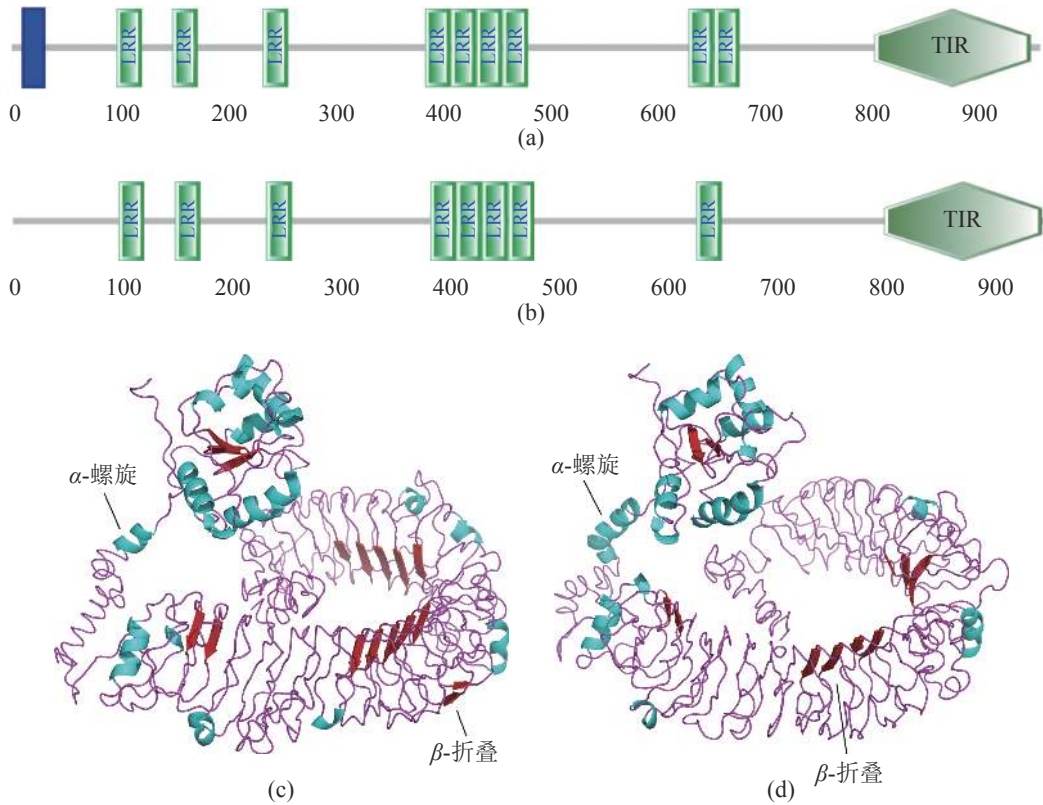 LRR LRR LRR LRR LRR LRR LRR LRR LRR TIR
0 100 200 300 400 500 600 700 800 900
(a)
LRR LRR LRR LRR LRR LRR LRR LRR TIR
0 100 200 300 400 500 600 700 800 900
(b)
α-螺旋
β-折叠
(c)
α-螺旋
β-折叠
(d)